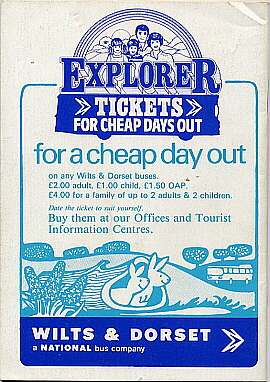 EXPLORER
TICKETS
FOR CHEAP DAYS OUT
for a cheap day out
on any Wilts & Dorset buses.
£2.00 adult, £1.00 child, £1.50 OAP.
£4.00 for a family of up to 2 adults & 2 children.
Date the ticket to suit yourself.
Buy them at our Offices and Tourist
Information Centres.
WILTS & DORSET
a NATIONAL bus company